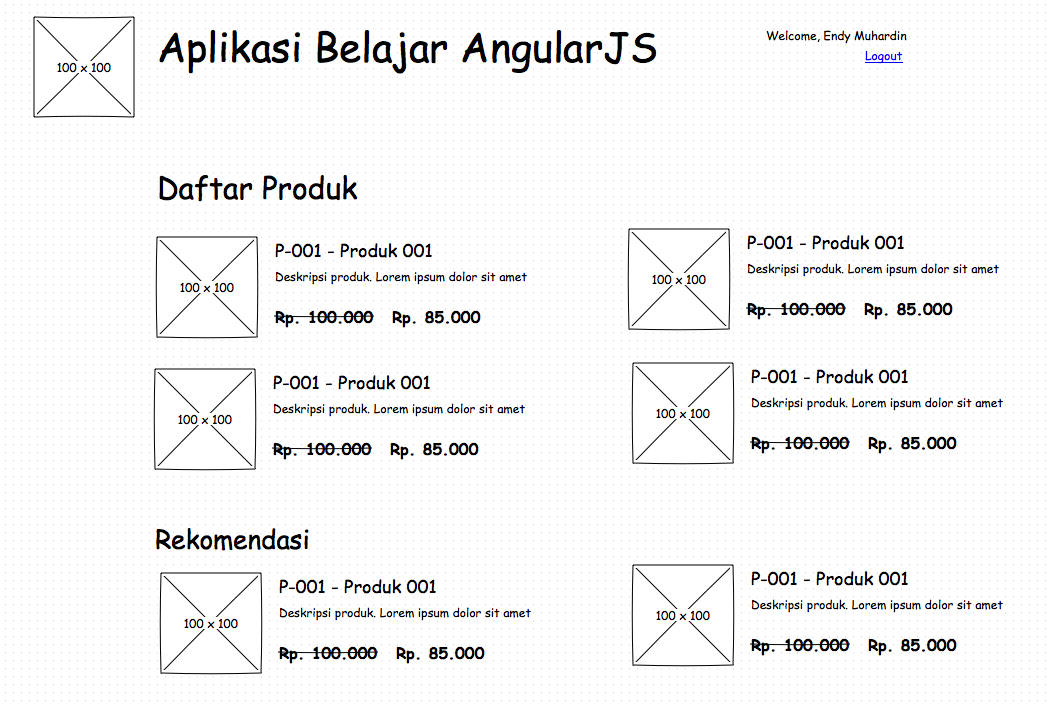 100 x 100
Aplikasi Belajar AngularJS
Welcome, Endy Muhardin
Logout
Daftar Produk
100 x 100
P-001 - Produk 001
Deskripsi produk. Lorem ipsum dolor sit amet
Rp. 100.000 Rp. 85.000
100 x 100
P-001 - Produk 001
Deskripsi produk. Lorem ipsum dolor sit amet
Rp. 100.000 Rp. 85.000
100 x 100
P-001 - Produk 001
Deskripsi produk. Lorem ipsum dolor sit amet
Rp. 100.000 Rp. 85.000
100 x 100
P-001 - Produk 001
Deskripsi produk. Lorem ipsum dolor sit amet
Rp. 100.000 Rp. 85.000
Rekomendasi
100 x 100
P-001 - Produk 001
Deskripsi produk. Lorem ipsum dolor sit amet
Rp. 100.000 Rp. 85.000
100 x 100
P-001 - Produk 001
Deskripsi produk. Lorem ipsum dolor sit amet
Rp. 100.000 Rp. 85.000